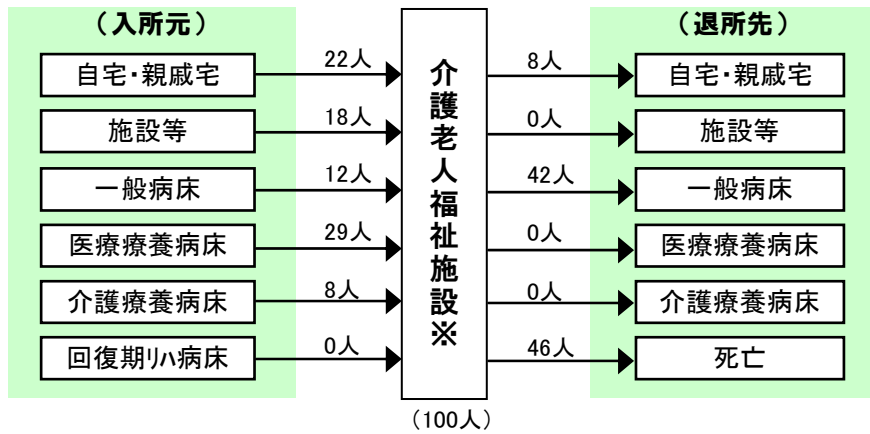 （入所元）
自宅・親戚宅
施設等
一般病床
医療療養病床
介護療養病床
回復期ﾘﾊ病床
22人
18人
12人
29人
8人
0人
介護老人福祉施設※
（100人）
8人
0人
42人
0人
0人
46人
（退所先）
自宅・親戚宅
施設等
一般病床
医療療養病床
介護療養病床
死亡